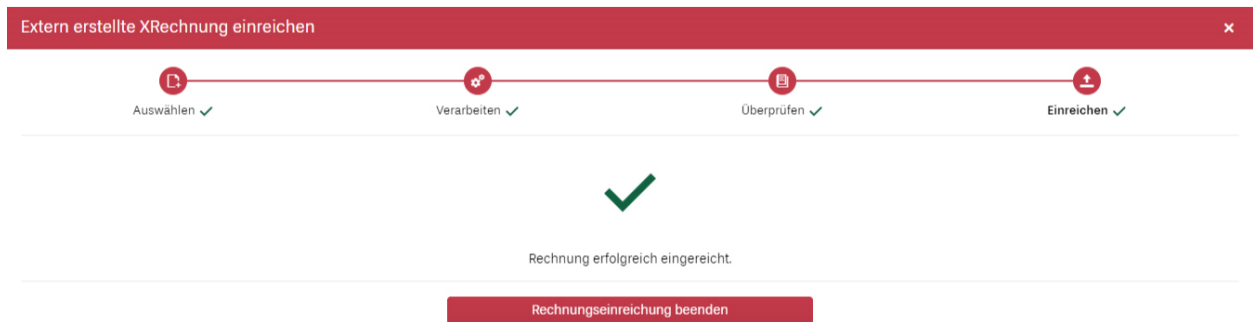 Extern erstellte XRechnung einreichen
Auswählen
Verarbeiten
Überprüfen
Einreichen
Rechnung erfolgreich eingereicht.
Rechnungseinreichung beenden